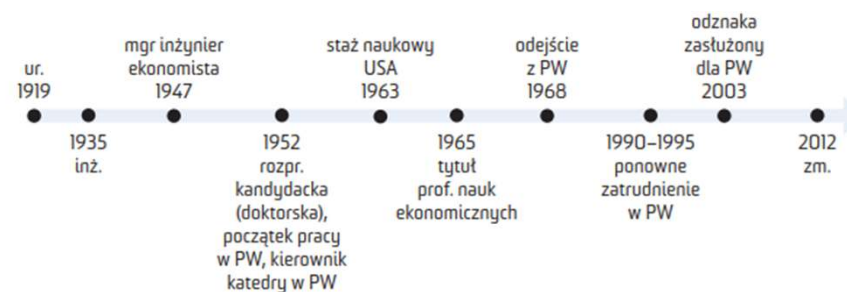 ur.
1919
1935
inż.
mgr inżynier
ekonomista
1947
1952
rozpr.
kandydacka
(doktorska),
początek pracy
w PW, kierownik
katedry w PW
staż naukowy
USA
1963
1965
tytuł
prof. nauk
ekonomicznych
odejście
z PW
1968
1990–1995
ponowne
zatrudnienie
w PW
odznaka
zasłużony
dla PW
2003
2012
zm.